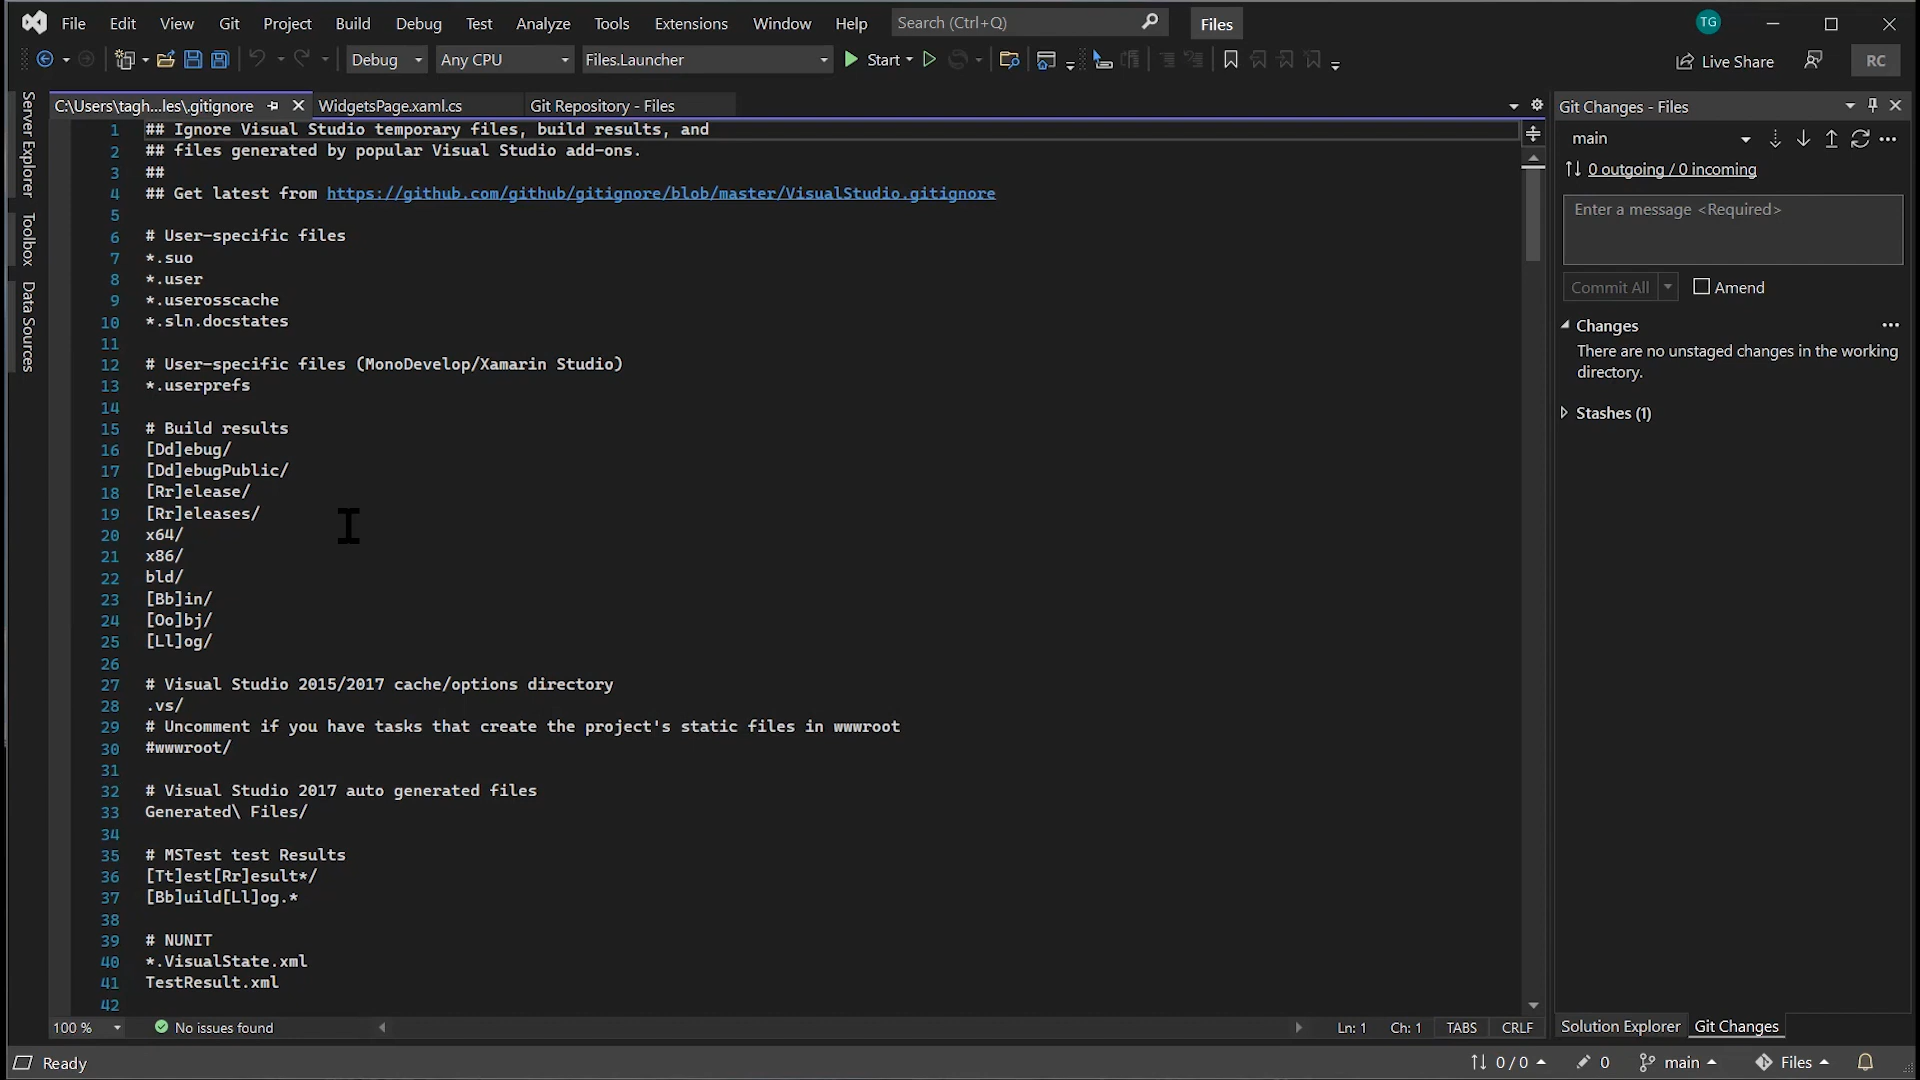 File Edit View Git Project Build Debug Test Analyze Tools Extensions Window Help Search (Ctrl+Q) Files TG
Debug Any CPU Files.Launcher Start Live Share RC
Server Explorer
Toolbox
Data Sources
C:\Users\tagh...les\.gitignore WidgetsPage.xaml.cs Git Repository - Files
1 ## Ignore Visual Studio temporary files, build results, and
2 ## files generated by popular Visual Studio add-ons.
3 ##
4 ## Get latest from https://github.com/github/gitignore/blob/master/VisualStudio.gitignore
5
6 # User-specific files
7 *.suo
8 *.user
9 *.userosscache
10 *.sln.docstates
11
12 # User-specific files (MonoDevelop/Xamarin Studio)
13 *.userprefs
14
15 # Build results
16 [Dd]ebug/
17 [Dd]ebugPublic/
18 [Rr]elease/
19 [Rr]eleases/
20 x64/
21 x86/
22 bld/
23 [Bb]in/
24 [Oo]bj/
25 [Ll]og/
26
27 # Visual Studio 2015/2017 cache/options directory
28 .vs/
29 # Uncomment if you have tasks that create the project's static files in wwwroot
30 #wwwroot/
31
32 # Visual Studio 2017 auto generated files
33 Generated\ Files/
34
35 # MSTest test Results
36 [Tt]est[Rr]esult*/
37 [Bb]uild[Ll]og.*
38
39 # NUNIT
40 *.VisualState.xml
41 TestResult.xml
42
100 % No issues found Ln: 1 Ch: 1 TABS CRLF
Git Changes - Files
main
0 outgoing / 0 incoming
Enter a message <Required>
Commit All Amend
Changes
There are no unstaged changes in the working
directory.
Stashes (1)
Solution Explorer Git Changes
Ready 0 / 0 0 main Files